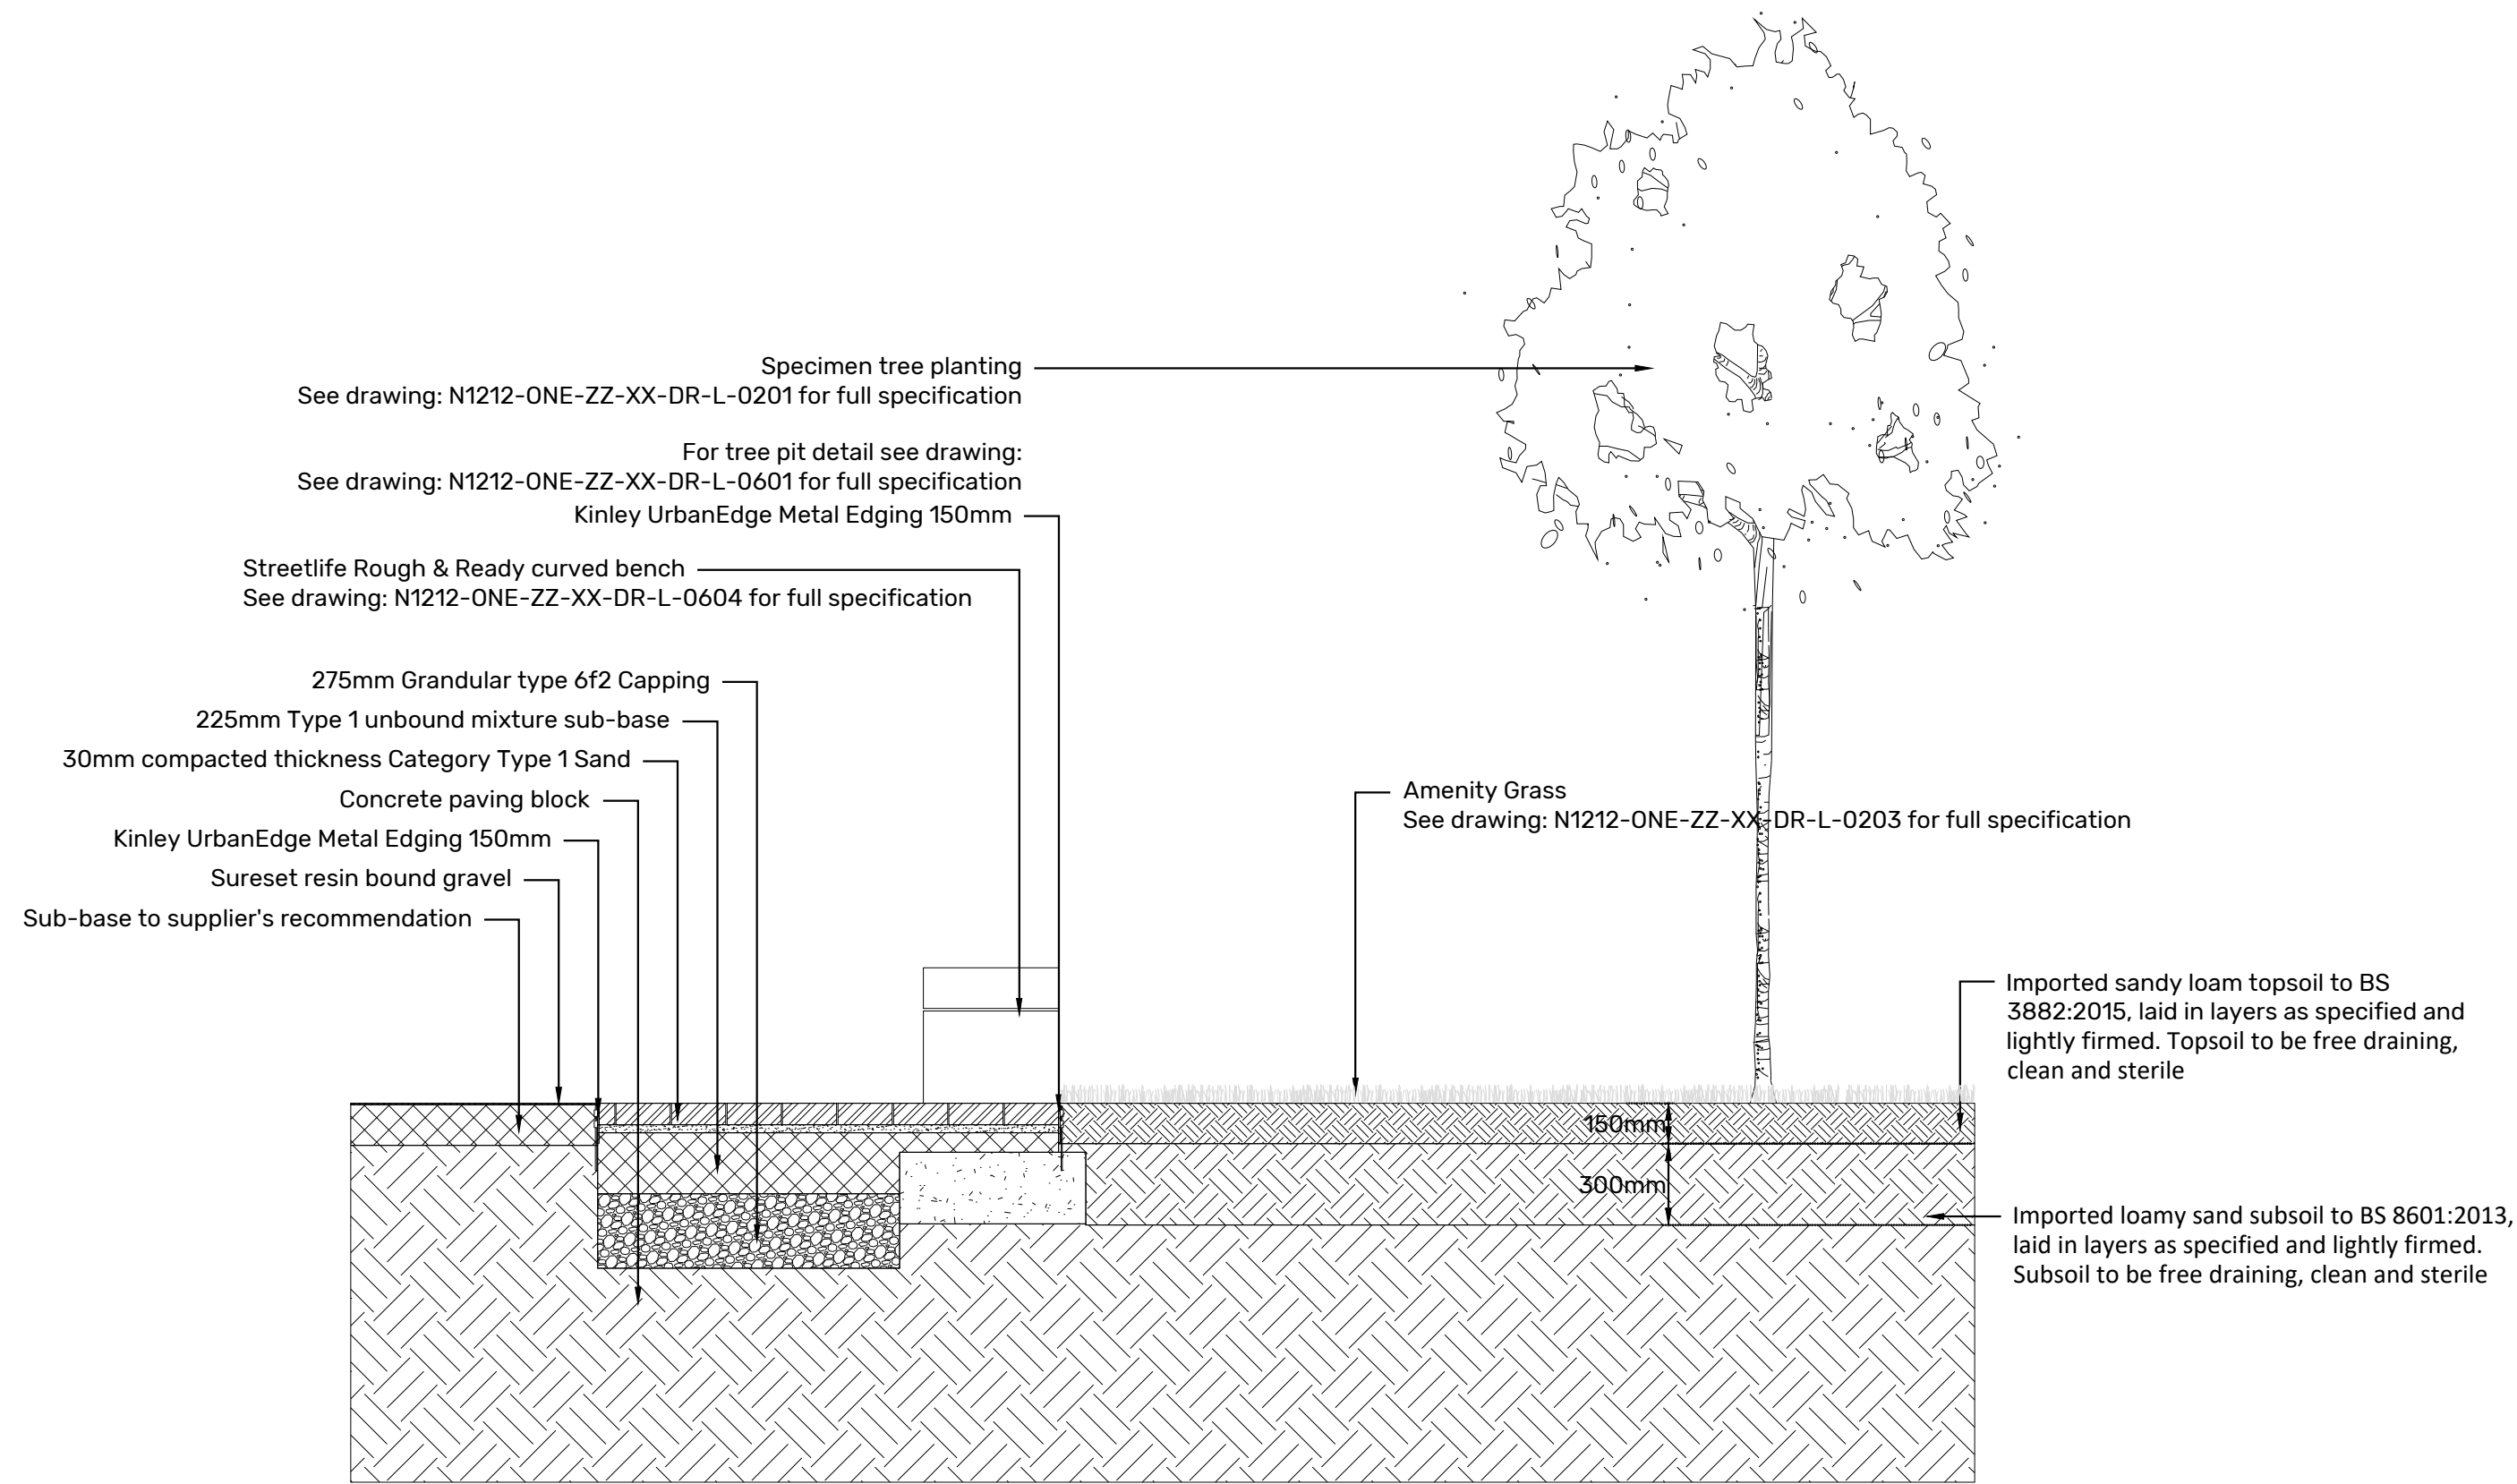 Specimen tree planting
See drawing: N1212-ONE-ZZ-XX-DR-L-0201 for full specification
For tree pit detail see drawing:
See drawing: N1212-ONE-ZZ-XX-DR-L-0601 for full specification
Kinley UrbanEdge Metal Edging 150mm
Streetlife Rough & Ready curved bench
See drawing: N1212-ONE-ZZ-XX-DR-L-0604 for full specification
275mm Grandular type 6f2 Capping
225mm Type 1 unbound mixture sub-base
30mm compacted thickness Category Type 1 Sand
Concrete paving block
Kinley UrbanEdge Metal Edging 150mm
Sureset resin bound gravel
Sub-base to supplier's recommendation
Amenity Grass
See drawing: N1212-ONE-ZZ-XX-DR-L-0203 for full specification
Imported sandy loam topsoil to BS
3882:2015, laid in layers as specified and
lightly firmed. Topsoil to be free draining,
clean and sterile
150mm
300mm
Imported loamy sand subsoil to BS 8601:2013,
laid in layers as specified and lightly firmed.
Subsoil to be free draining, clean and sterile